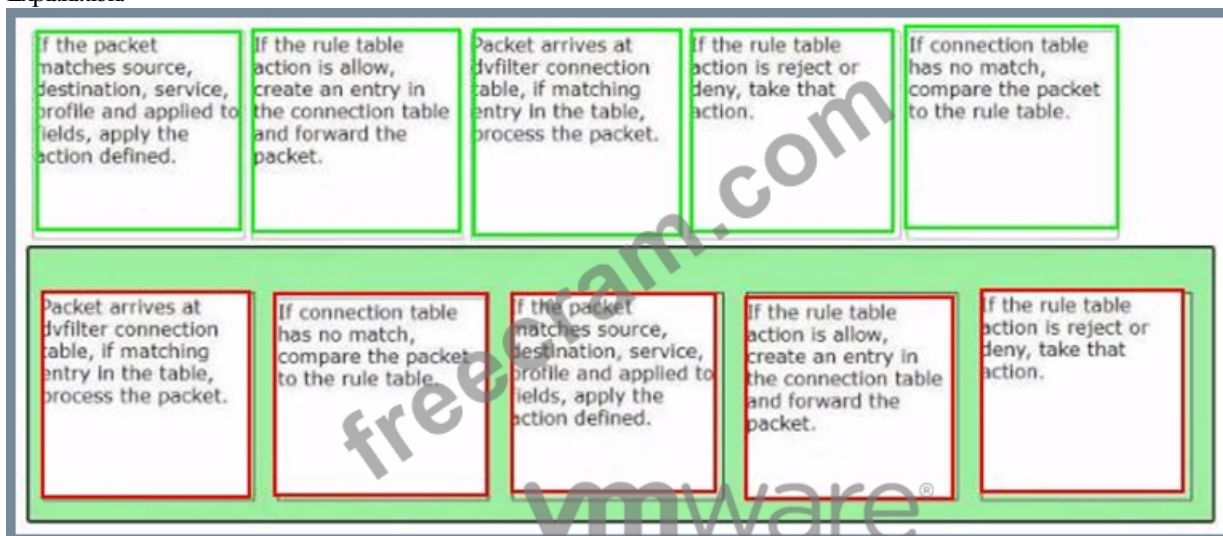 If the packet
matches source,
destination, service,
profile and applied to
fields, apply the
action defined.
If the rule table
action is allow,
create an entry in
the connection table
and forward the
packet.
Packet arrives at
dvfilter connection
table, if matching
entry in the table,
process the packet.
If the rule table
action is reject or
deny, take that
action.
If connection table
has no match,
compare the packet
to the rule table.
Packet arrives at
dvfilter connection
table, if matching
entry in the table,
process the packet.
If connection table
has no match,
compare the packet
to the rule table.
If the packet
matches source,
destination, service,
profile and applied to
fields, apply the
action defined.
If the rule table
action is allow,
create an entry in
the connection table
and forward the
packet.
If the rule table
action is reject or
deny, take that
action.
freecram.com
vmware®